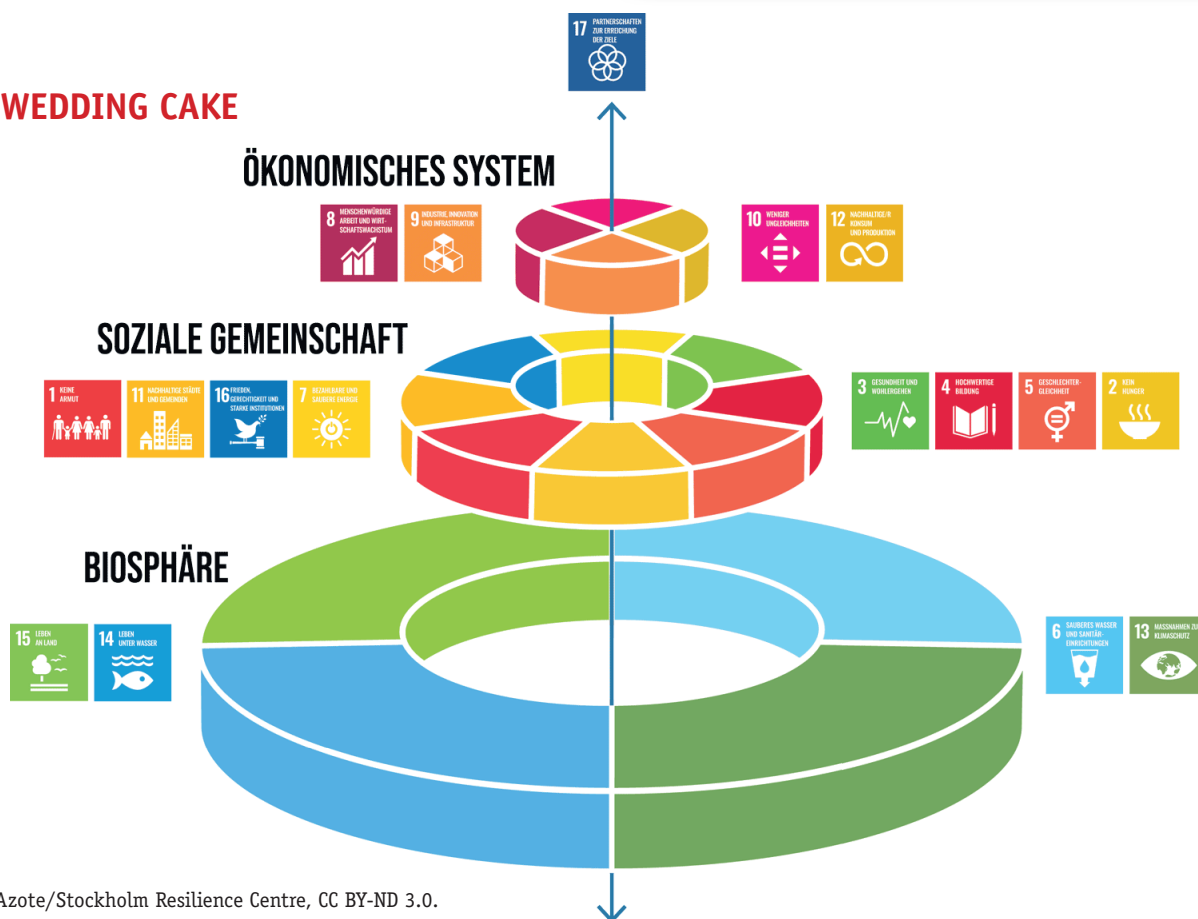 17 PARTNERSCHAFTEN
ZUR ERREICHUNG
DER ZIELE
WEDDING CAKE
ÖKONOMISCHES SYSTEM
8 MENSCHENWÜRDIGE
ARBEIT UND WIRT-
SCHAFTSWACHSTUM
9 INDUSTRIE, INNOVATION
UND INFRASTRUKTUR
10 WENIGER
UNGLEICHHEITEN
12 NACHHALTIGE/R
KONSUM
UND PRODUKTION
SOZIALE GEMEINSCHAFT
1 KEINE
ARMUT
11 NACHHALTIGE STÄDTE
UND GEMEINDEN
16 FRIEDEN,
GERECHTIGKEIT UND
STARKE INSTITUTIONEN
7 BEZAHLBARE UND
SAUBERE ENERGIE
3 GESUNDHEIT UND
WOHLERGEHEN
4 HOCHWERTIGE
BILDUNG
5 GESCHLECHTER-
GLEICHHEIT
2 KEIN
HUNGER
BIOSPHÄRE
15 LEBEN
AN LAND
14 LEBEN
UNTER WASSER
6 SAUBERES WASSER
UND SANITÄR-
EINRICHTUNGEN
13 MASSNAHMEN ZU
KLIMASCHUTZ
Azote/Stockholm Resilience Centre, CC BY-ND 3.0.